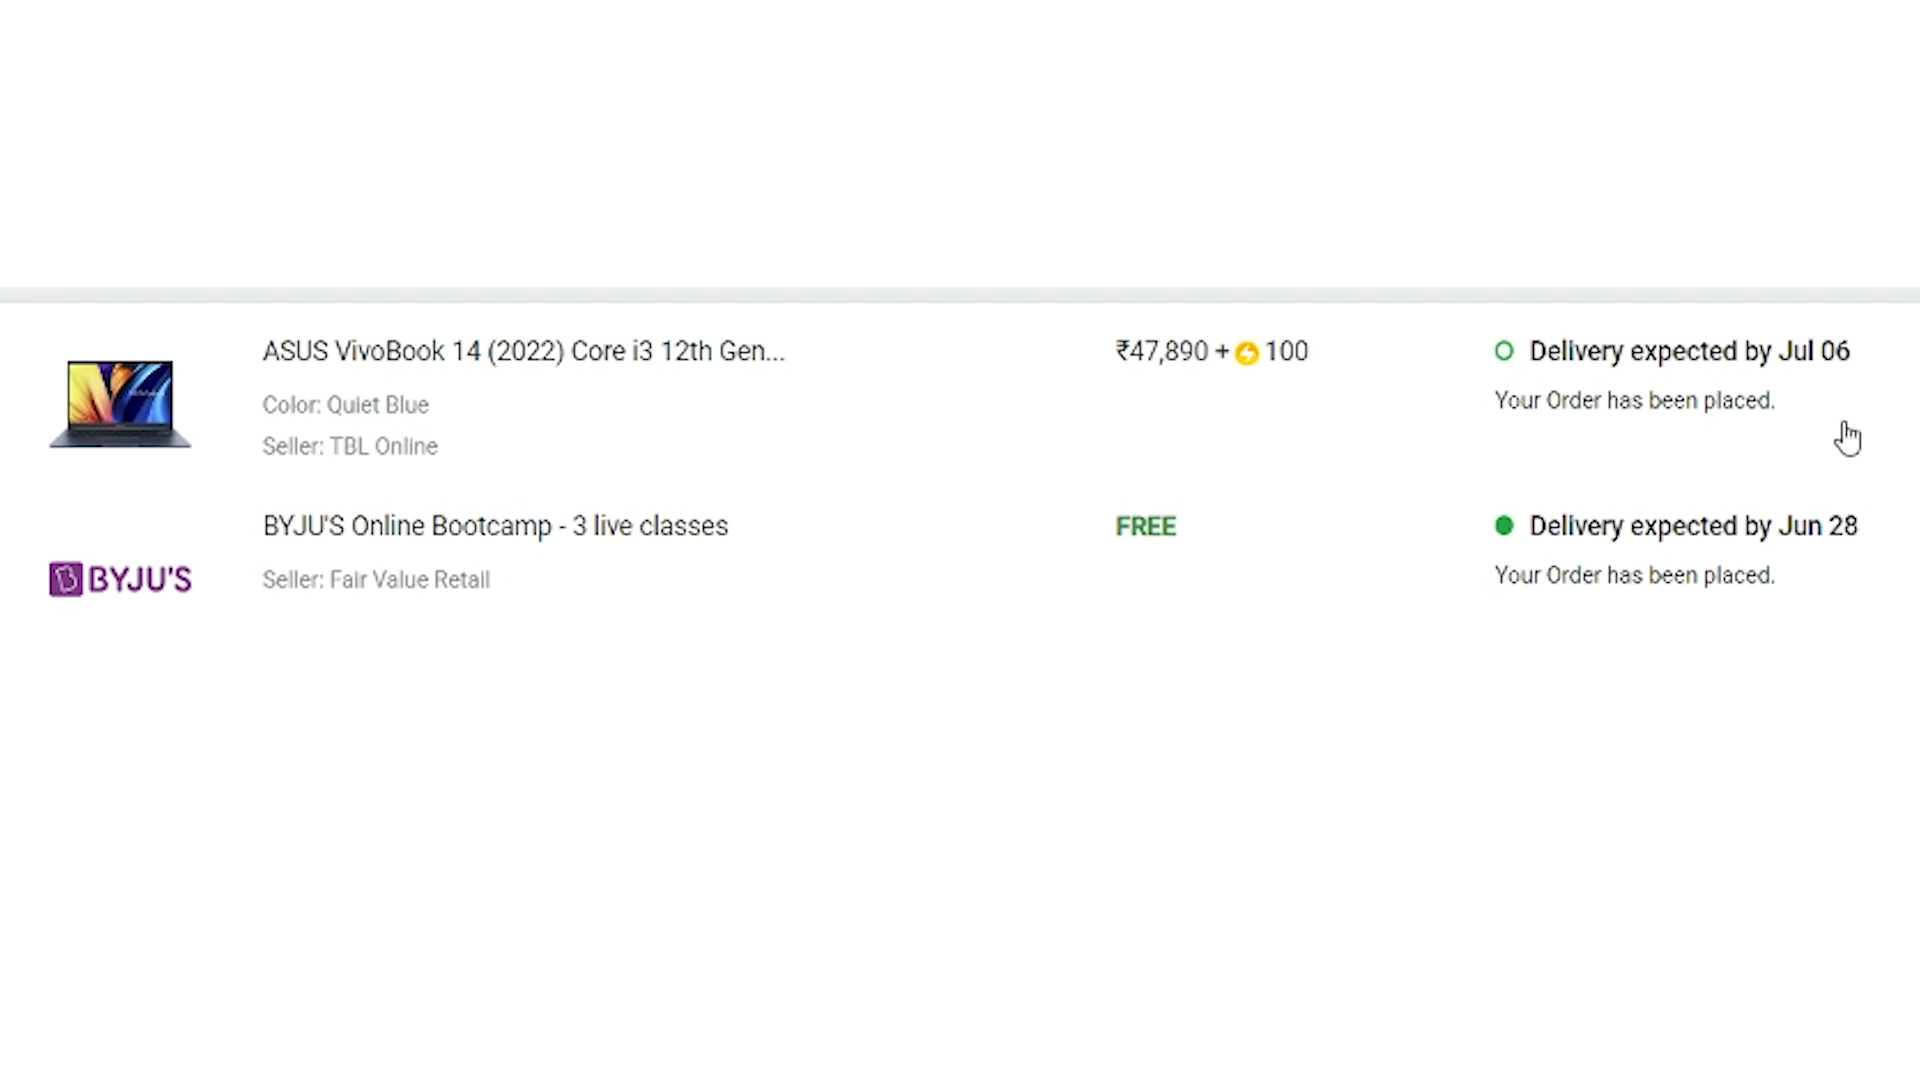 ASUS VivoBook 14 (2022) Core i3 12th Gen...
₹47,890 + 100
Delivery expected by Jul 06
Color: Quiet Blue
Your Order has been placed.
Seller: TBL Online
BYJU'S Online Bootcamp - 3 live classes
FREE
Delivery expected by Jun 28
BYJU'S
Seller: Fair Value Retail
Your Order has been placed.